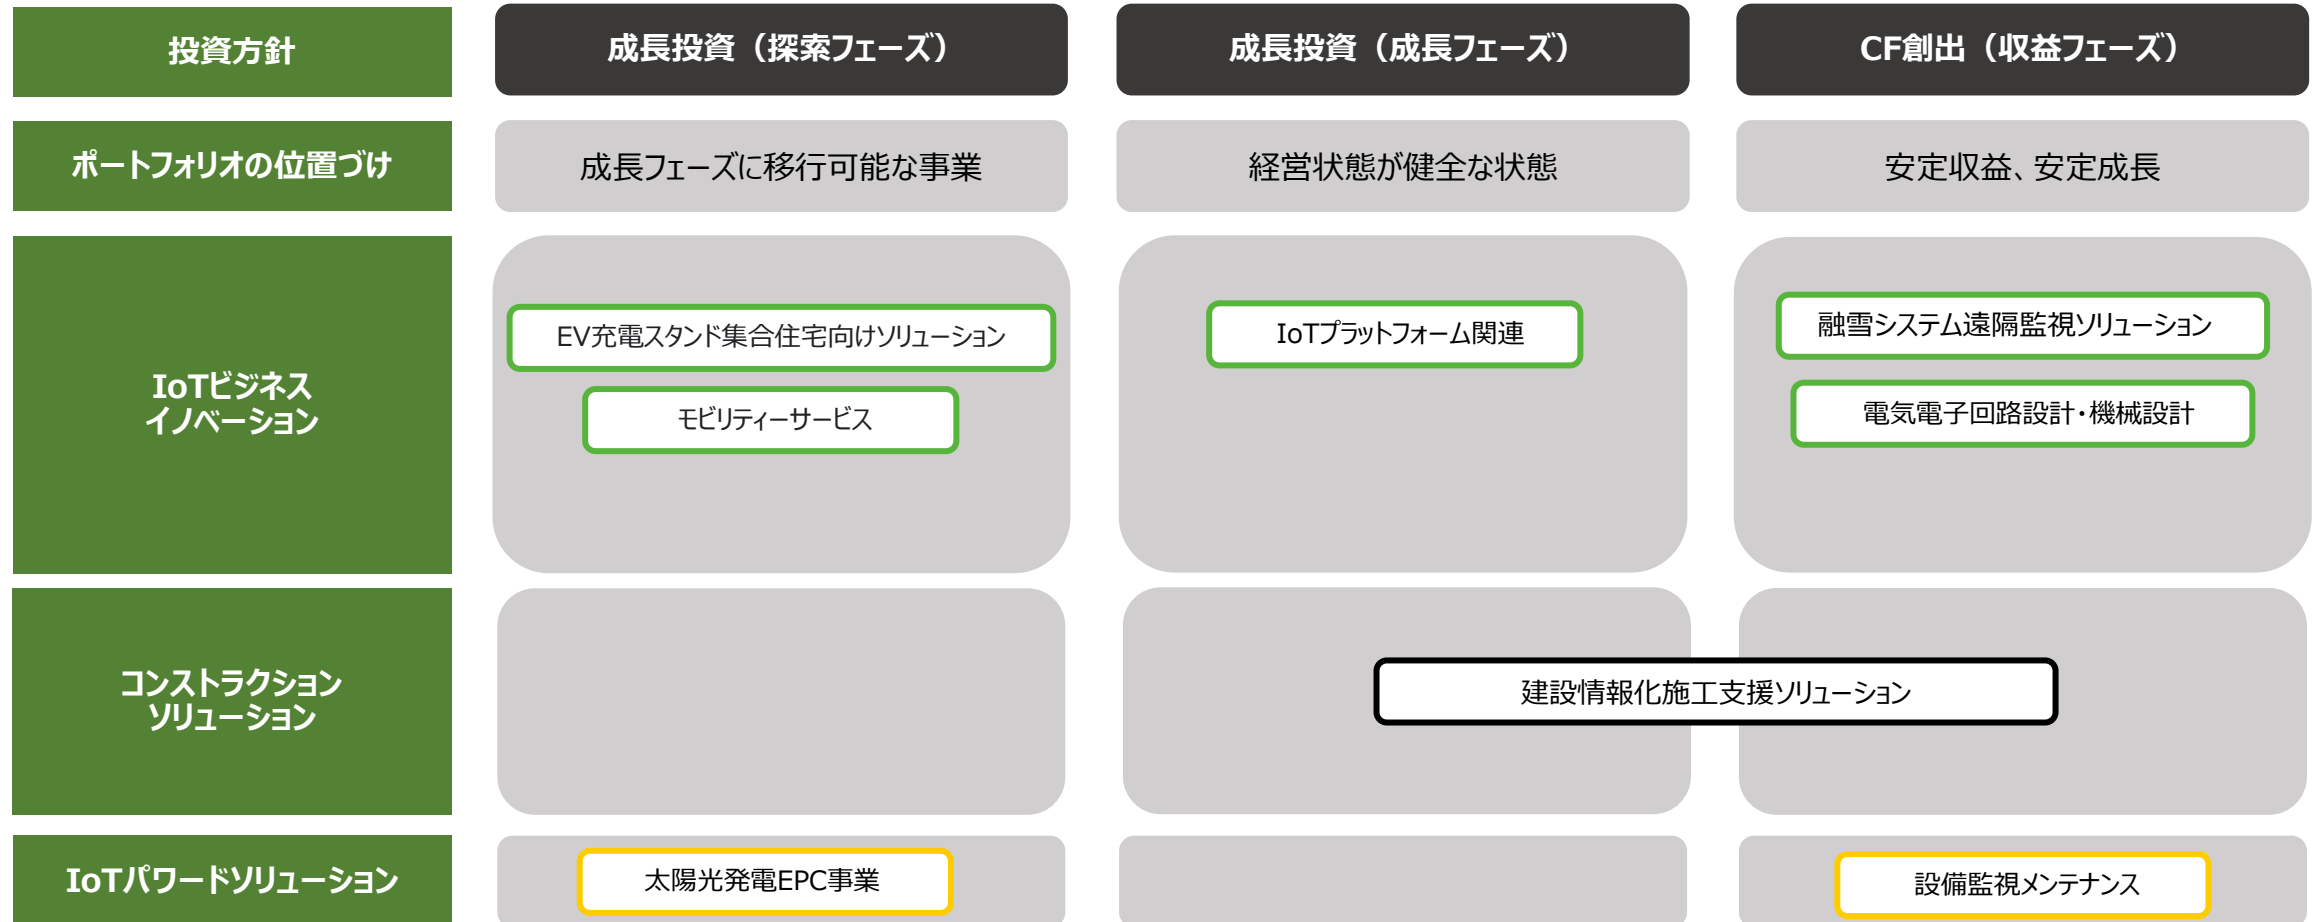 投資方針
成長投資（探索フェーズ）
成長投資（成長フェーズ）
CF創出（収益フェーズ）
ポートフォリオの位置づけ
成長フェーズに移行可能な事業
経営状態が健全な状態
安定収益、安定成長
IoTビジネス
イノベーション
EV充電スタンド集合住宅向けソリューション
モビリティーサービス
IoTプラットフォーム関連
融雪システム遠隔監視ソリューション
電気電子回路設計・機械設計
コンストラクション
ソリューション
建設情報化施工支援ソリューション
IoTパワードソリューション
太陽光発電EPC事業
設備監視メンテナンス